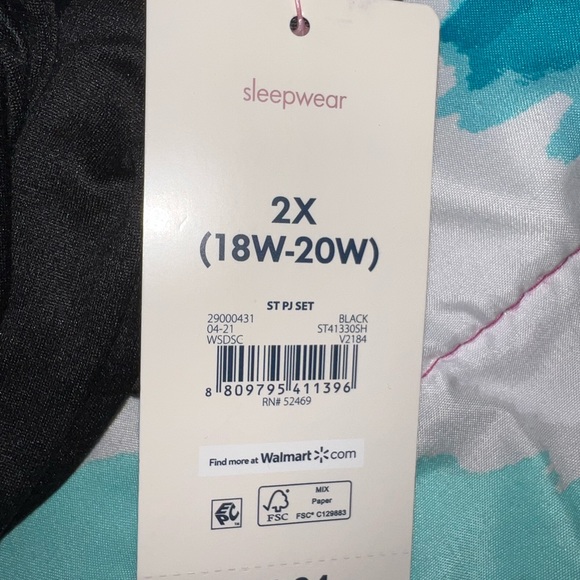 sleepwear
2X
(18W-20W)
ST PJ SET
29000431 BLACK
04-21 ST41330SH
WSDSC V2184
8 809795 411396
RN# 52469
Find more at Walmart.com
EAC
FSC
MIX
Paper
FSC® C129883